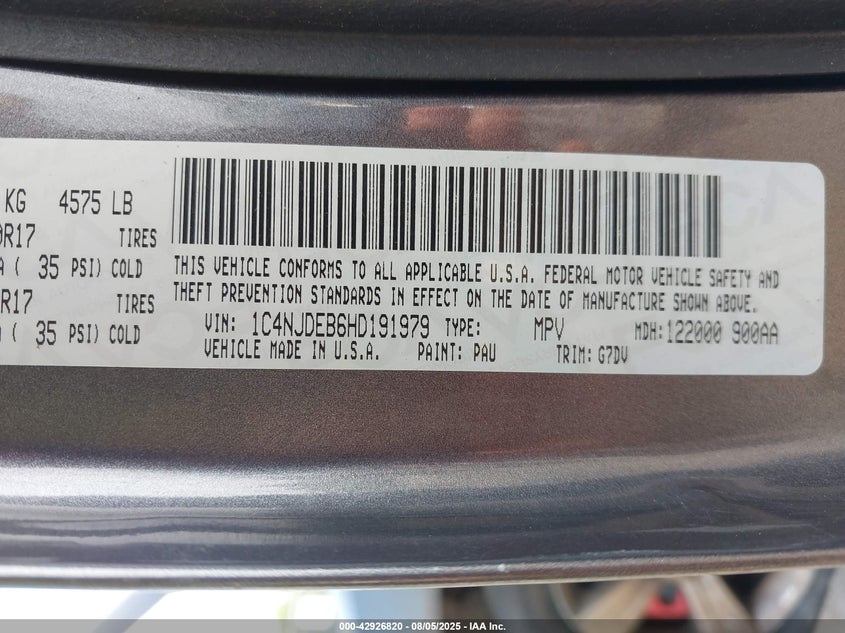 KG 4575 LB
0R17 TIRES
A ( 35 PSI) COLD
R17 TIRES
( 35 PSI) COLD
THIS VEHICLE CONFORMS TO ALL APPLICABLE U.S.A. FEDERAL MOTOR VEHICLE SAFETY AND
THEFT PREVENTION STANDARDS IN EFFECT ON THE DATE OF MANUFACTURE SHOWN ABOVE.
VIN: 1C4NJDEB6HD191979 TYPE: MPV MDH: 122000 900AA
VEHICLE MADE IN U.S.A. PAINT: PAU TRIM: G7DV
000-42926820 - 08/05/2025 - IAA Inc.